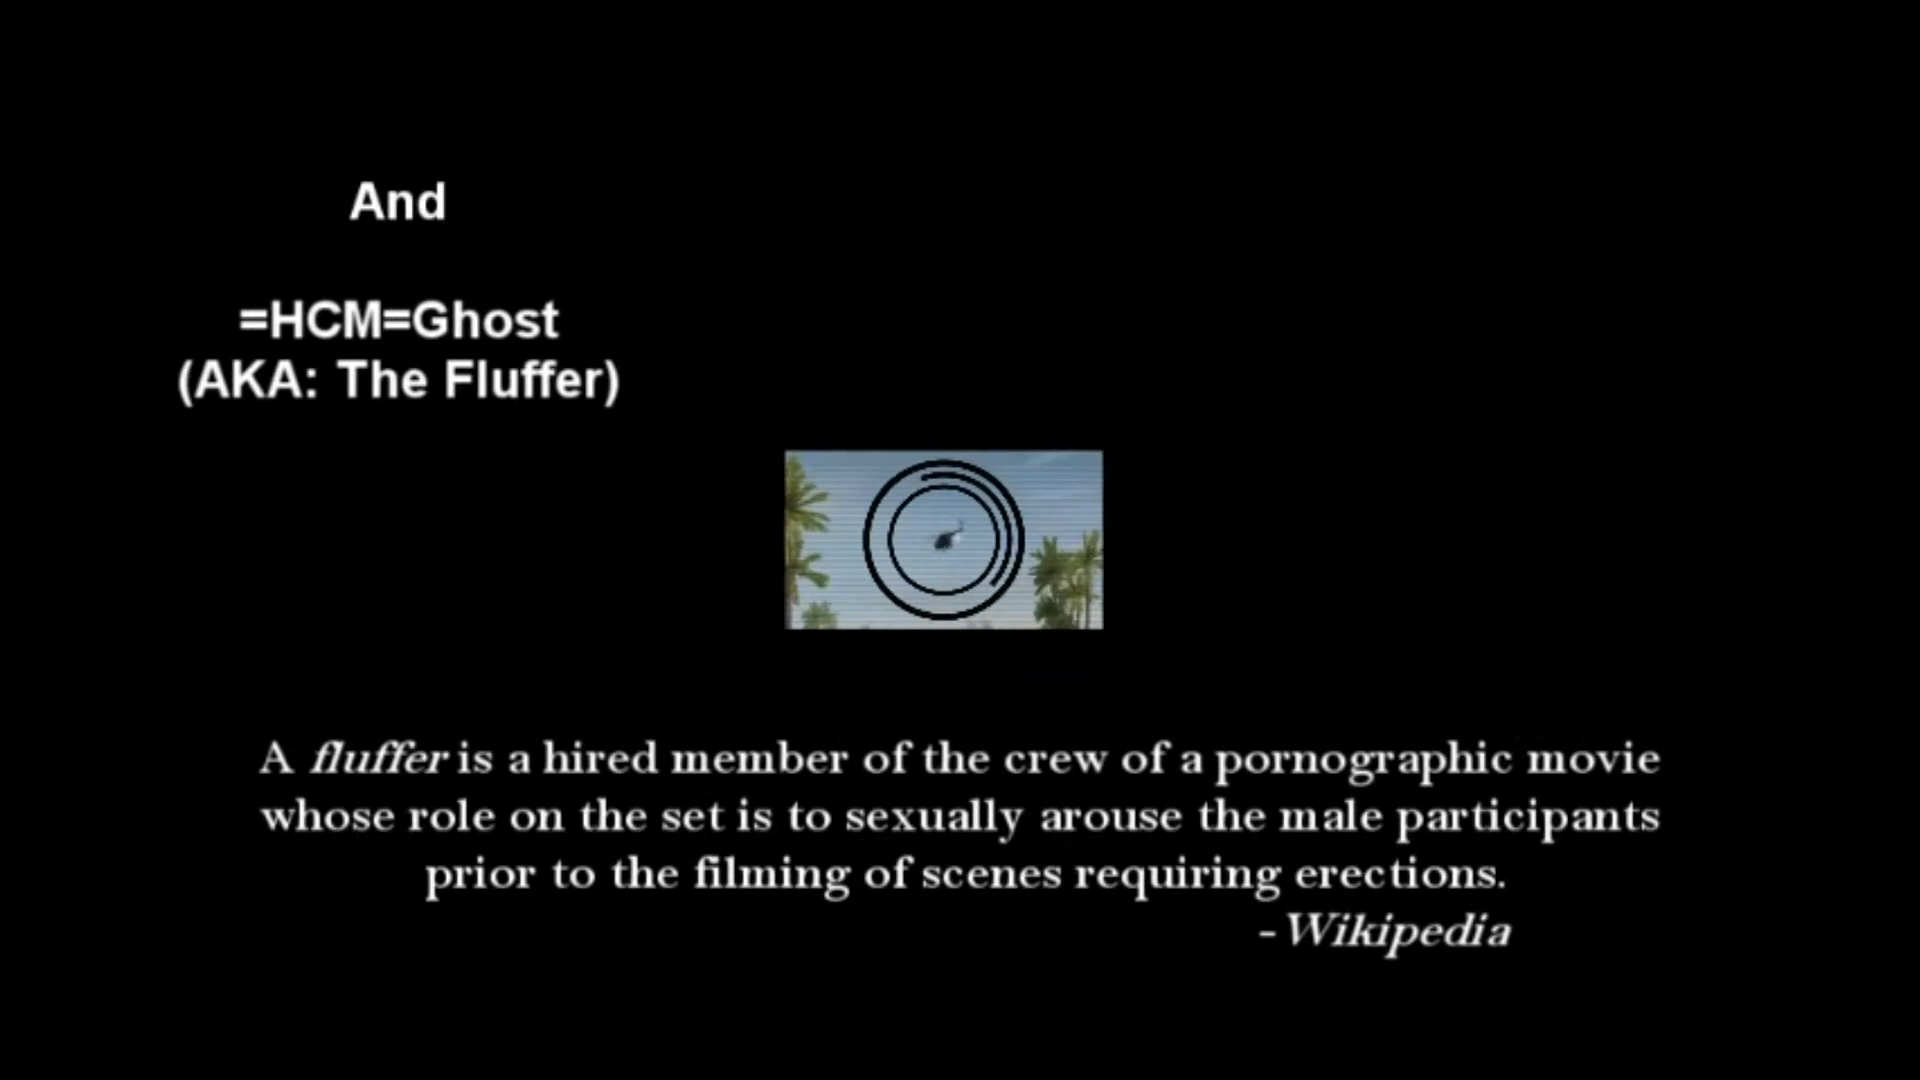 And
=HCM=Ghost
(AKA: The Fluffer)
A fluffer is a hired member of the crew of a pornographic movie
whose role on the set is to sexually arouse the male participants
prior to the filming of scenes requiring erections.
- Wikipedia